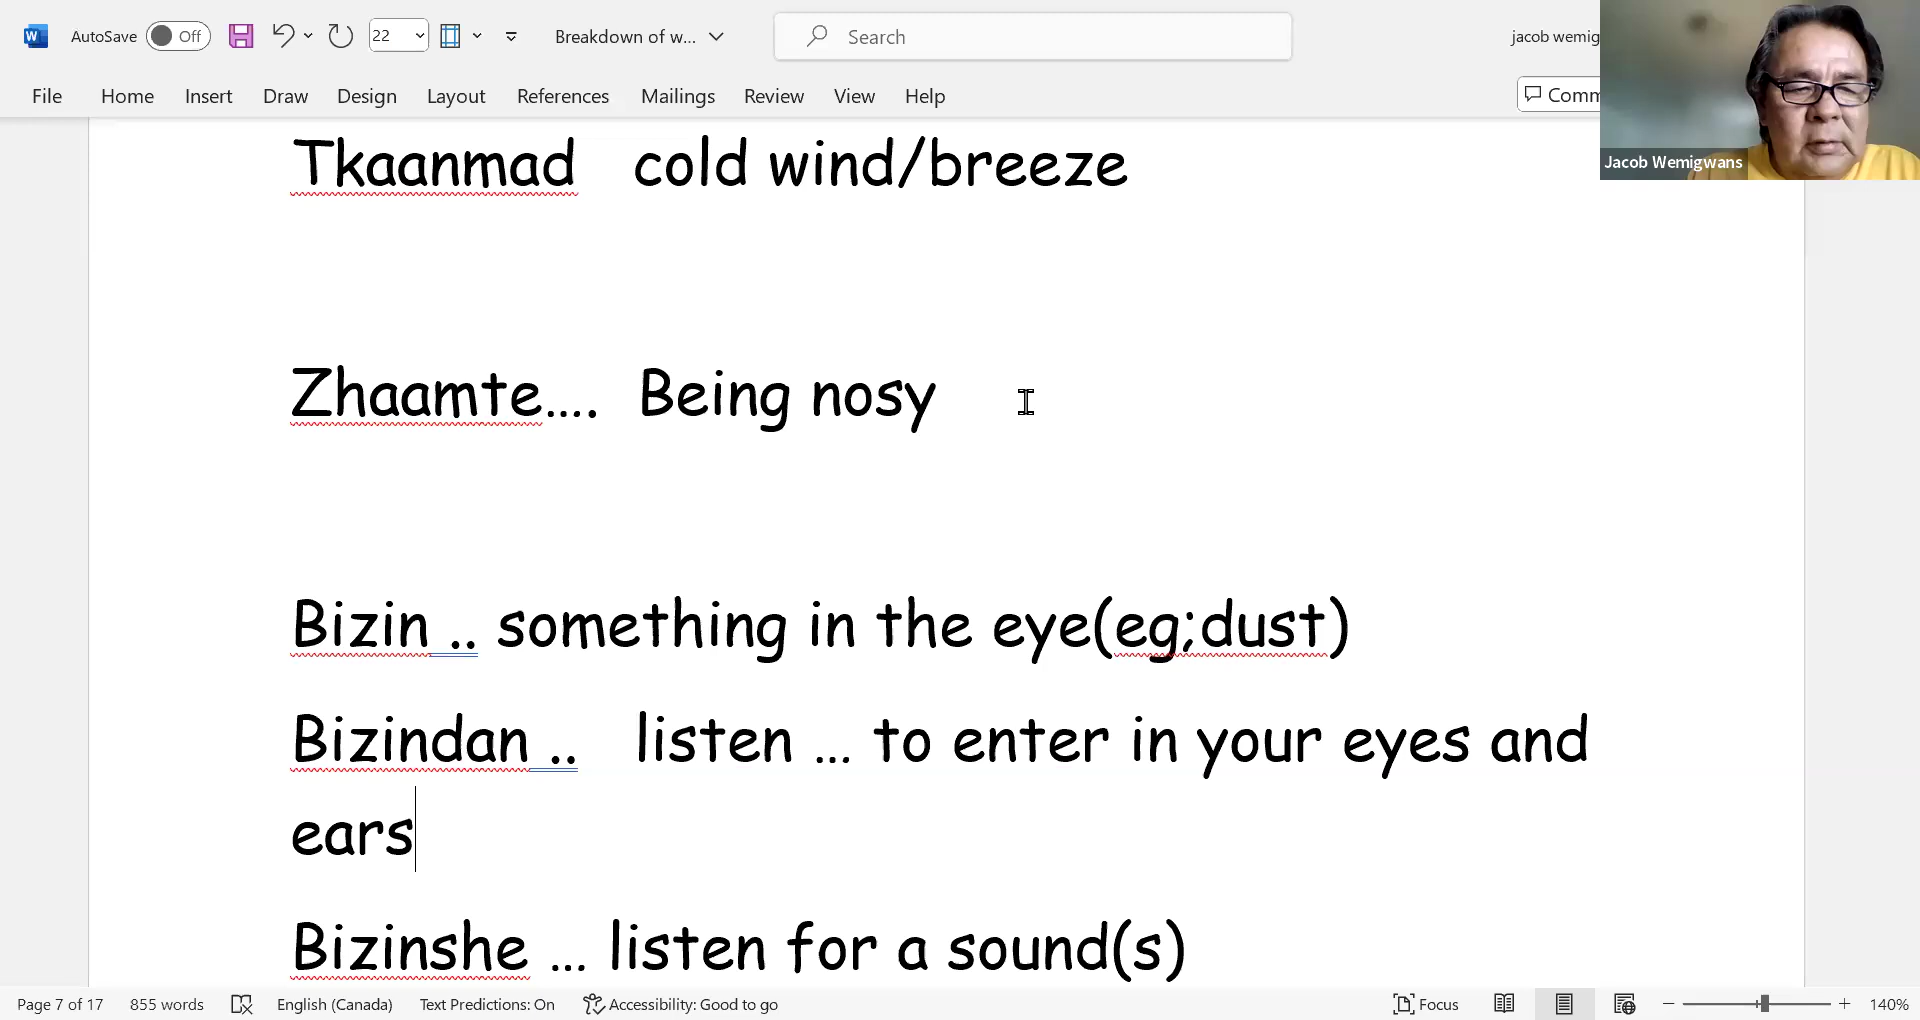 AutoSave Off 22 Breakdown of w... Search jacob wemig
File Home Insert Draw Design Layout References Mailings Review View Help Comm
Jacob Wemigwans
Tkaanmad cold wind/breeze
Zhaamte.... Being nosy
Bizin .. something in the eye(eg;dust)
Bizindan .. listen ... to enter in your eyes and
ears
Bizinshe ... listen for a sound(s)
Page 7 of 17 855 words English (Canada) Text Predictions: On Accessibility: Good to go Focus 140%